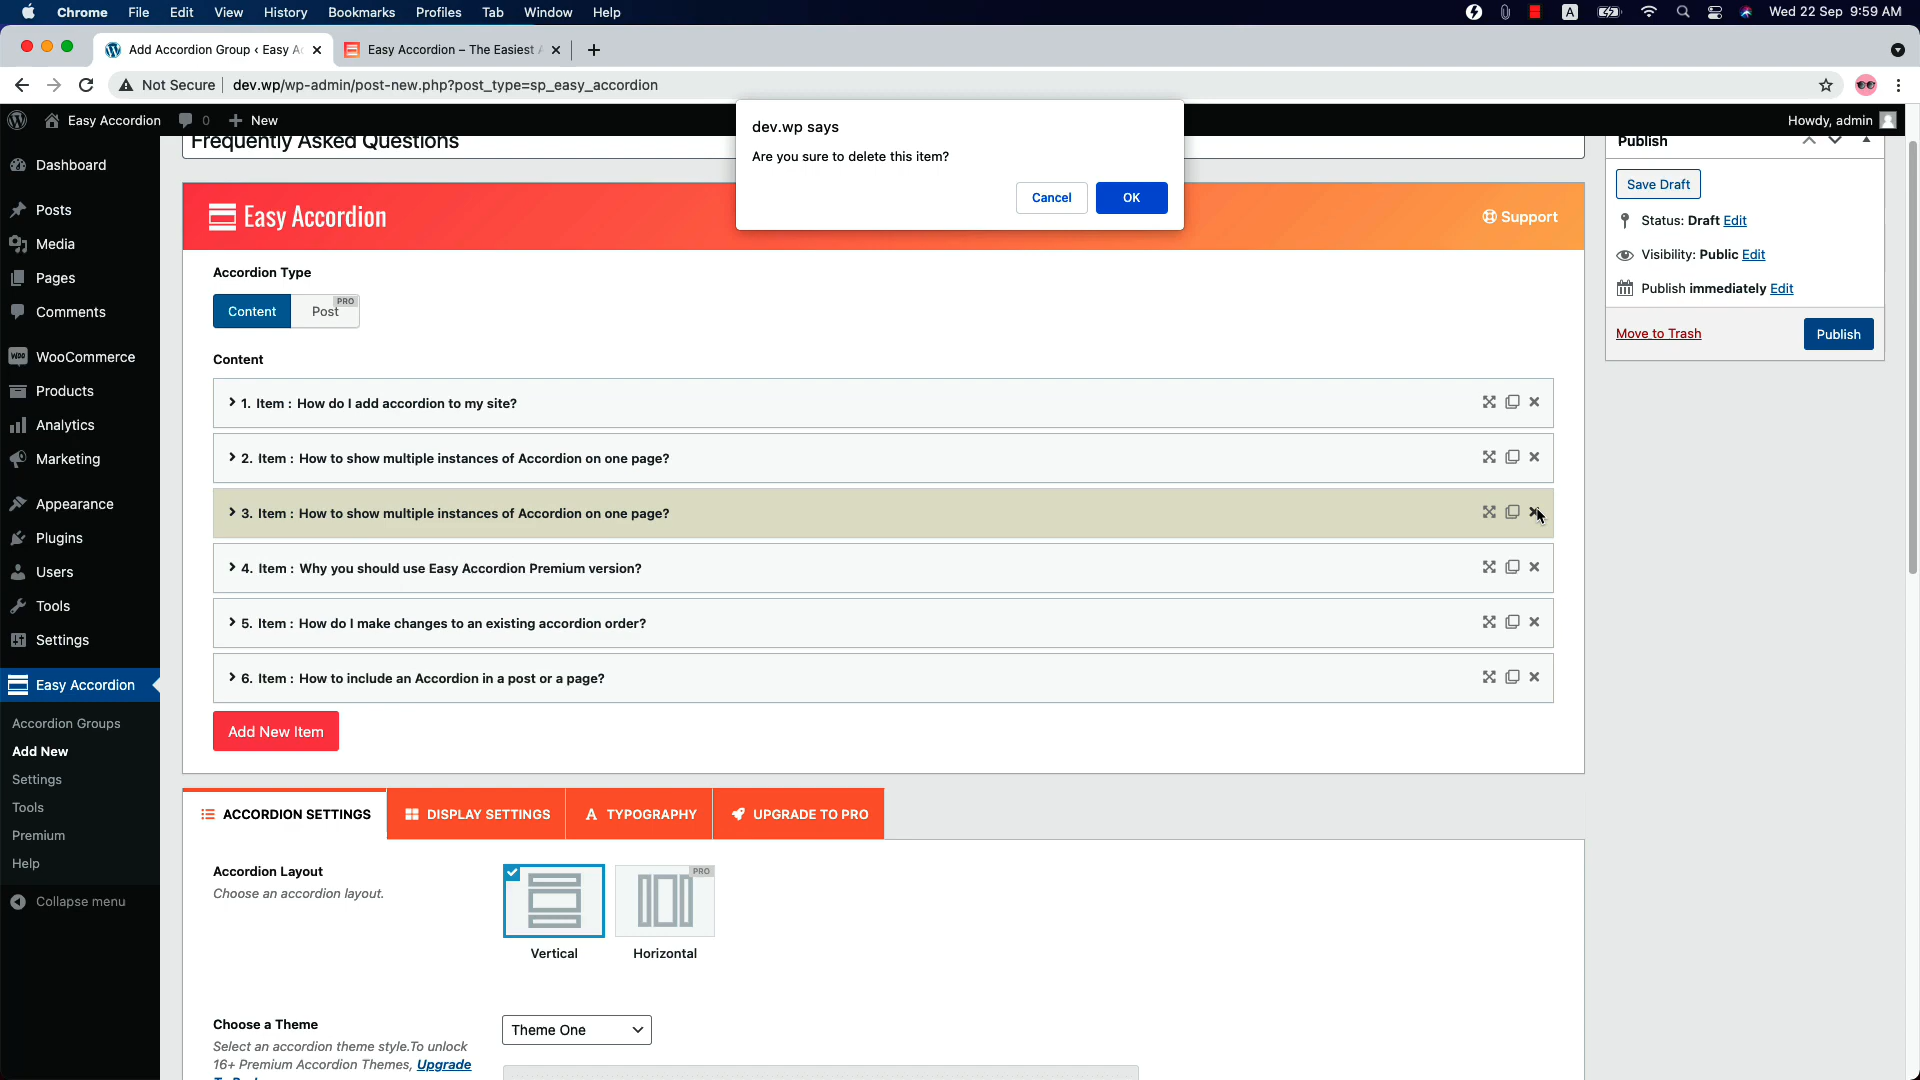 Chrome File Edit View History Bookmarks Profiles Tab Window Help
A Wed 22 Sep 9:59 AM
Add Accordion Group ‹ Easy Ac
Easy Accordion – The Easiest A
Not Secure dev.wp/wp-admin/post-new.php?post_type=sp_easy_accordion
Easy Accordion 0 New
Howdy, admin
dev.wp says
Are you sure to delete this item?
Cancel OK
Dashboard
Posts
Media
Pages
Comments
WOO WooCommerce
Products
Analytics
Marketing
Appearance
Plugins
Users
Tools
Settings
Easy Accordion
Accordion Groups
Add New
Settings
Tools
Premium
Help
Collapse menu
Frequently Asked Questions
Easy Accordion
Support
Accordion Type
Content Post PRO
Content
1. Item : How do I add accordion to my site?
2. Item : How to show multiple instances of Accordion on one page?
3. Item : How to show multiple instances of Accordion on one page?
4. Item : Why you should use Easy Accordion Premium version?
5. Item : How do I make changes to an existing accordion order?
6. Item : How to include an Accordion in a post or a page?
Add New Item
ACCORDION SETTINGS DISPLAY SETTINGS A TYPOGRAPHY UPGRADE TO PRO
Accordion Layout
Choose an accordion layout.
PRO
Vertical Horizontal
Choose a Theme
Select an accordion theme style.To unlock
16+ Premium Accordion Themes, Upgrade
Theme One
Publish
Save Draft
Status: Draft Edit
Visibility: Public Edit
Publish immediately Edit
Move to Trash
Publish